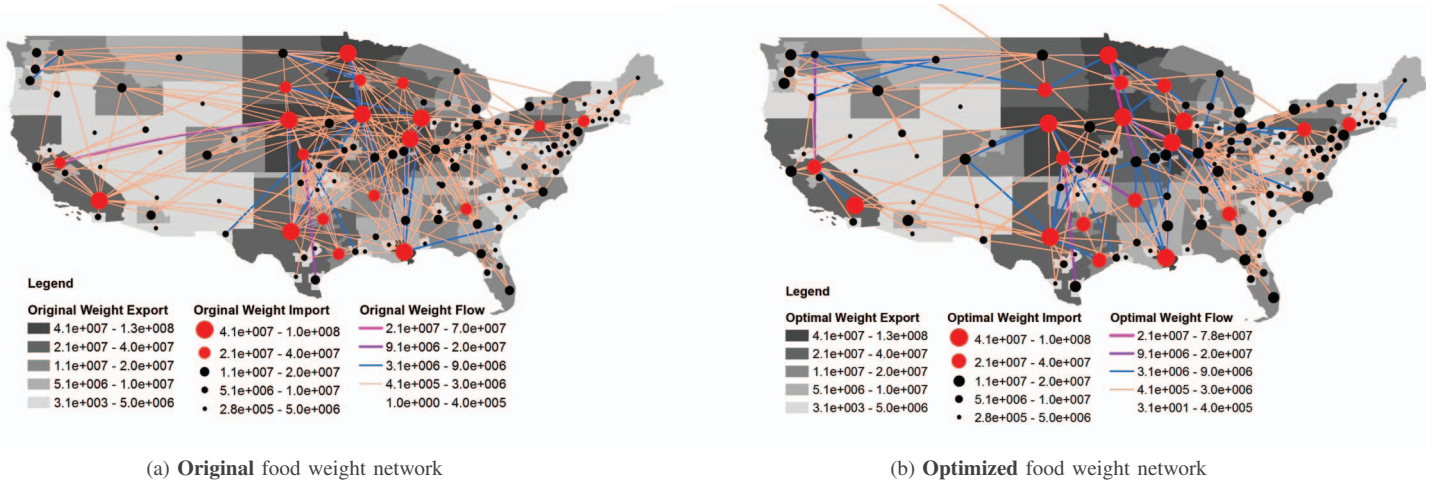 Legend
Original Weight Export
4.1e+007 - 1.3e+008
2.1e+007 - 4.0e+007
1.1e+007 - 2.0e+007
5.1e+006 - 1.0e+007
3.1e+003 - 5.0e+006
Orginal Weight Import
4.1e+007 - 1.0e+008
2.1e+007 - 4.0e+007
1.1e+007 - 2.0e+007
5.1e+006 - 1.0e+007
2.8e+005 - 5.0e+006
Orignal Weight Flow
2.1e+007 - 7.0e+007
9.1e+006 - 2.0e+007
3.1e+006 - 9.0e+006
4.1e+005 - 3.0e+006
1.0e+000 - 4.0e+005
(a) Original food weight network
Legend
Optimal Weight Export
4.1e+007 - 1.3e+008
2.1e+007 - 4.0e+007
1.1e+007 - 2.0e+007
5.1e+006 - 1.0e+007
3.1e+003 - 5.0e+006
Optimal Weight Import
4.1e+007 - 1.0e+008
2.1e+007 - 4.0e+007
1.1e+007 - 2.0e+007
5.1e+006 - 1.0e+007
2.8e+005 - 5.0e+006
Optimal Weight Flow
2.1e+007 - 7.8e+007
9.1e+006 - 2.0e+007
3.1e+006 - 9.0e+006
4.1e+005 - 3.0e+006
3.1e+001 - 4.0e+005
(b) Optimized food weight network